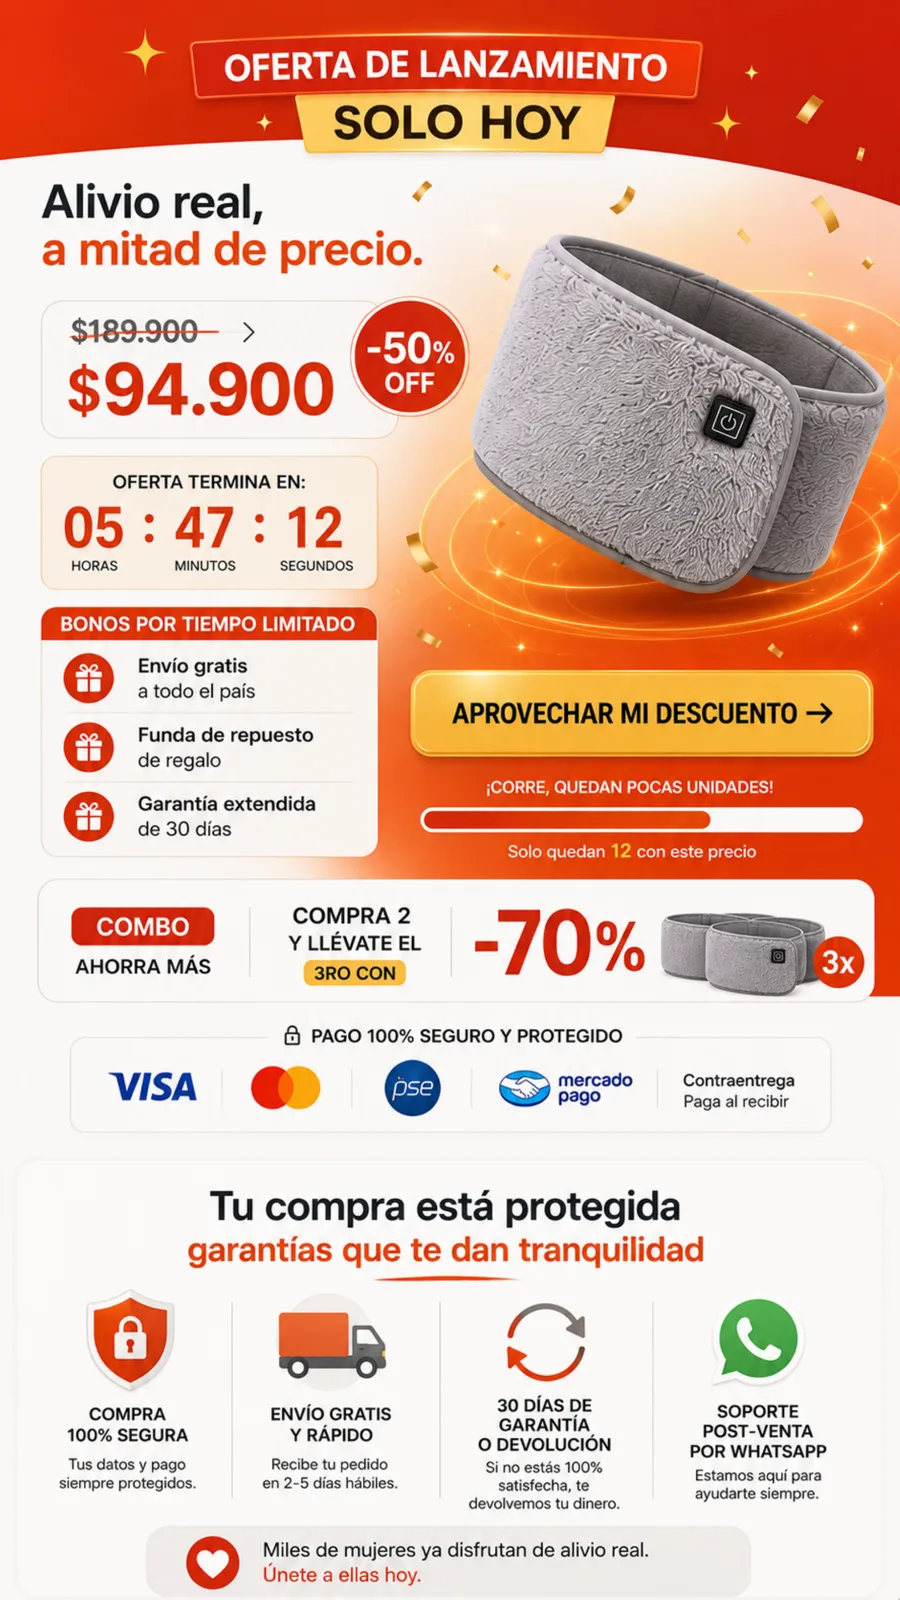 OFERTA DE LANZAMIENTO
SOLO HOY
Alivio real,
a mitad de precio.
$189.900
$94.900
-50%
OFF
OFERTA TERMINA EN:
05 : 47 : 12
HORAS MINUTOS SEGUNDOS
BONOS POR TIEMPO LIMITADO
Envío gratis
a todo el país
Funda de repuesto
de regalo
Garantía extendida
de 30 días
APROVECHAR MI DESCUENTO →
¡CORRE, QUEDAN POCAS UNIDADES!
Solo quedan 12 con este precio
COMBO
AHORRA MÁS
COMPRA 2
Y LLÉVATE EL
3RO CON
-70%
3x
PAGO 100% SEGURO Y PROTEGIDO
VISA
pse
mercado
pago
Contraentrega
Paga al recibir
Tu compra está protegida
garantías que te dan tranquilidad
COMPRA
100% SEGURA
Tus datos y pago
siempre protegidos.
ENVÍO GRATIS
Y RÁPIDO
Recibe tu pedido
en 2-5 días hábiles.
30 DÍAS DE
GARANTÍA
O DEVOLUCIÓN
Si no estás 100%
satisfecha, te
devolvemos tu dinero.
SOPORTE
POST-VENTA
POR WHATSAPP
Estamos aquí para
ayudarte siempre.
Miles de mujeres ya disfrutan de alivio real.
Únete a ellas hoy.